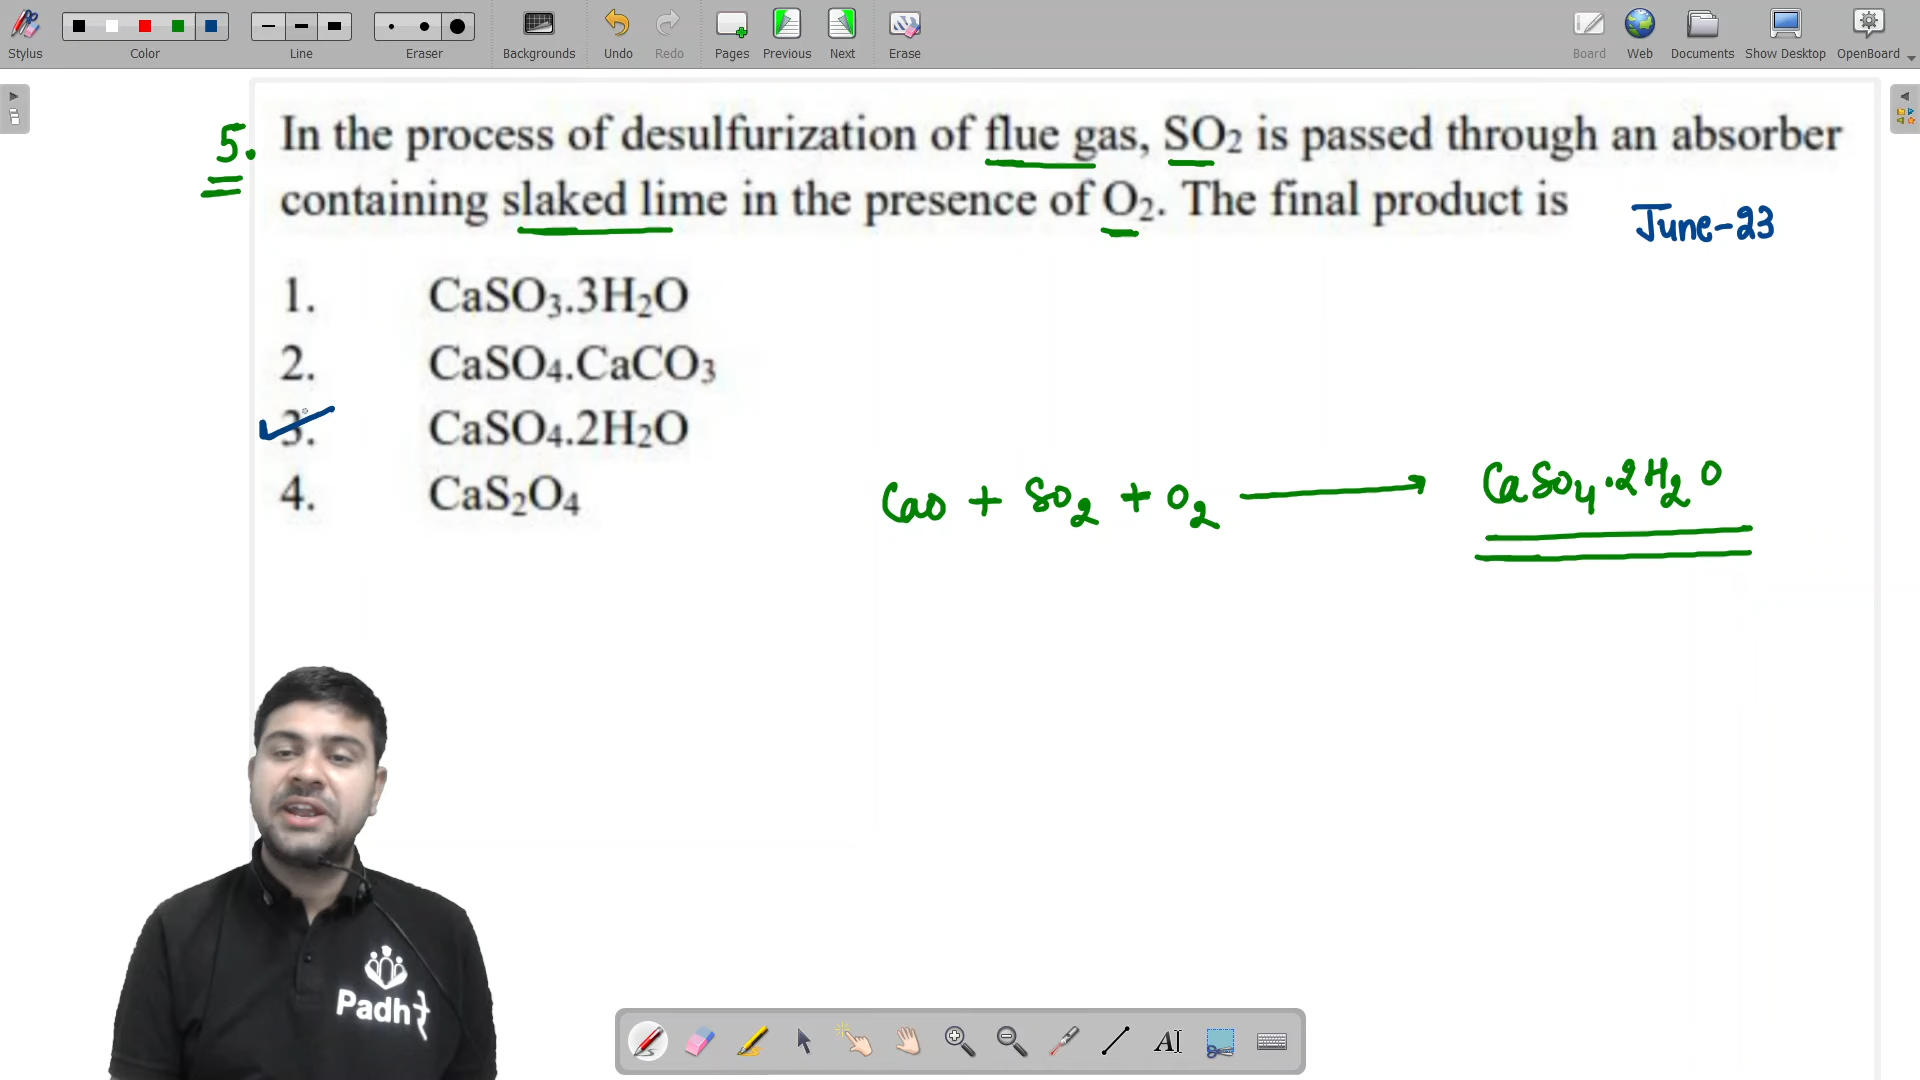 Stylus
Color
Line
Eraser
Backgrounds
Undo
Redo
Pages
Previous
Next
Erase
Board
Web
Documents
Show Desktop
OpenBoard
5. In the process of desulfurization of flue gas, SO₂ is passed through an absorber
containing slaked lime in the presence of O₂. The final product is
June-23
1. CaSO₃.3H₂O
2. CaSO₄.CaCO₃
3. CaSO₄.2H₂O
4. CaS₂O₄
CaO + SO₂ + O₂ ⟶ CaSO₄·2H₂O
Padhरे